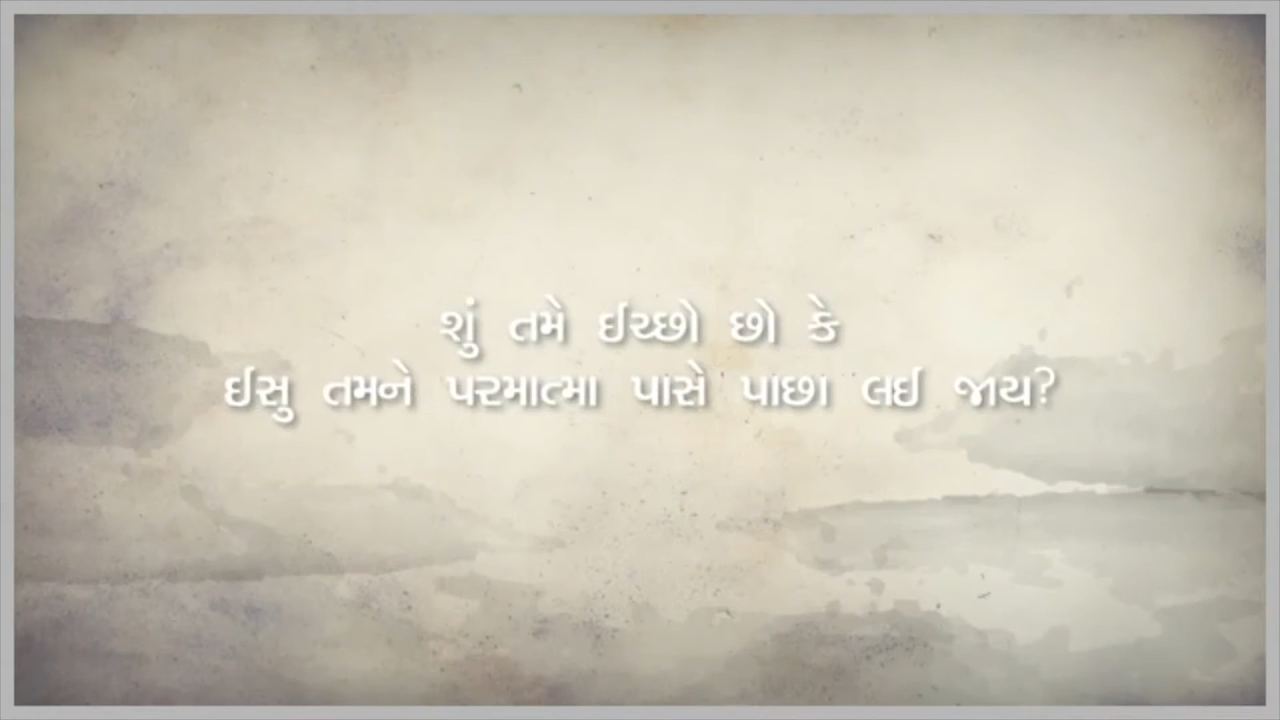 શું તમે ઈચ્છો છો કે
ઈસુ તમને પરમાત્મા પાસે પાછા લઈ જાય?